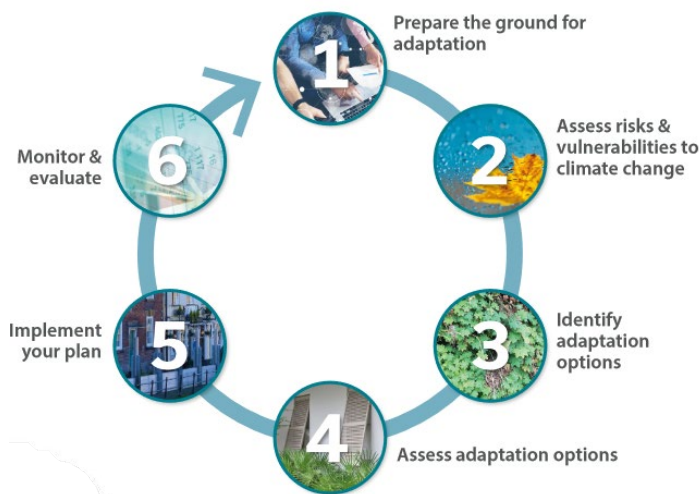 1
Prepare the ground for
adaptation
2
Assess risks &
vulnerabilities to
climate change
3
Identify
adaptation
options
4
Assess adaptation options
5
Implement
your plan
6
Monitor &
evaluate